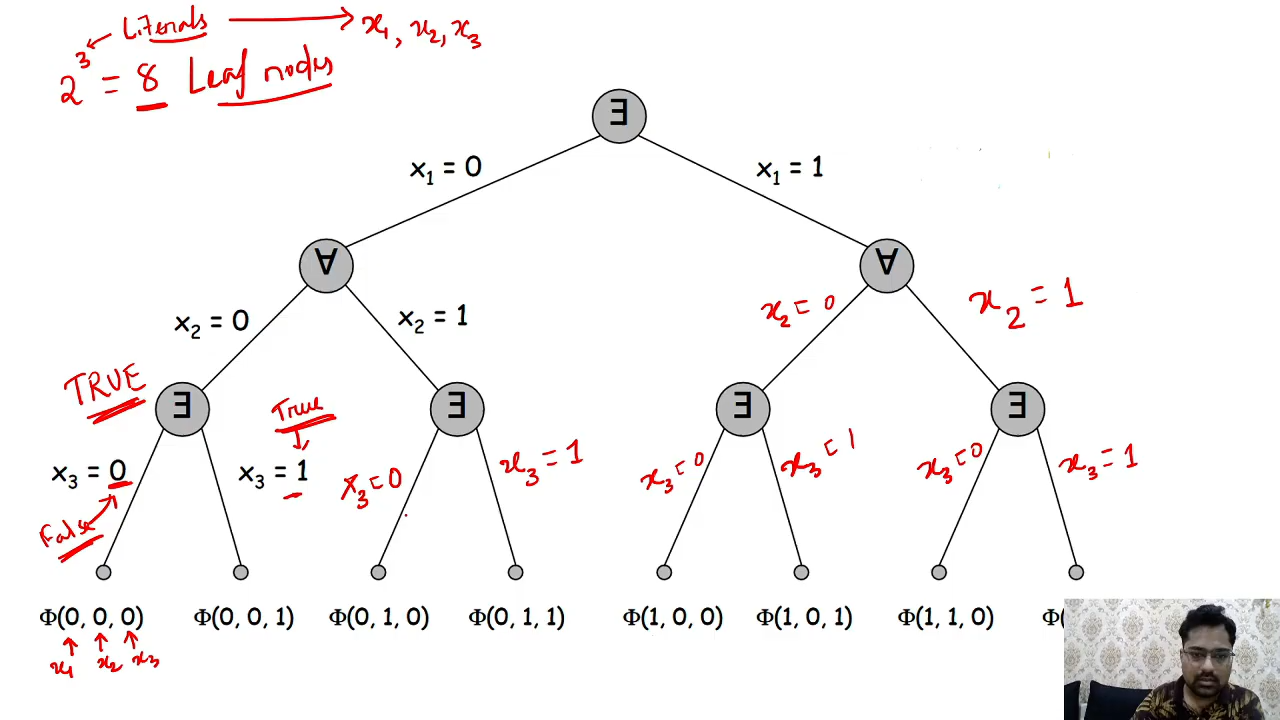 Literals → x₁, x₂, x₃
2³ = 8 Leaf nodes
∃
x₁ = 0
x₁ = 1
∀
∀
x₂ = 0
x₂ = 1
x₂ = 0
x₂ = 1
TRUE
∃
True
∃
∃
∃
x₃ = 0
x₃ = 1
x₃ = 0
x₃ = 1
x₃ = 0
x₃ = 1
x₃ = 0
x₃ = 1
False
Φ(0, 0, 0)
Φ(0, 0, 1)
Φ(0, 1, 0)
Φ(0, 1, 1)
Φ(1, 0, 0)
Φ(1, 0, 1)
Φ(1, 1, 0)
Φ(
x₁ x₂ x₃